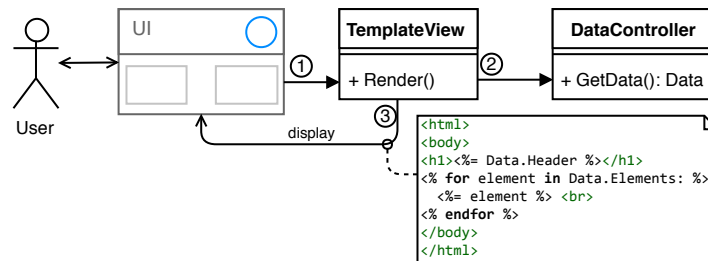 UI
TemplateView
DataController
1
2
+ Render()
+ GetData(): Data
User
3
display
<html>
<body>
<h1><%= Data.Header %></h1>
<% for element in Data.Elements: %>
<%= element %> <br>
<% endfor %>
</body>
</html>